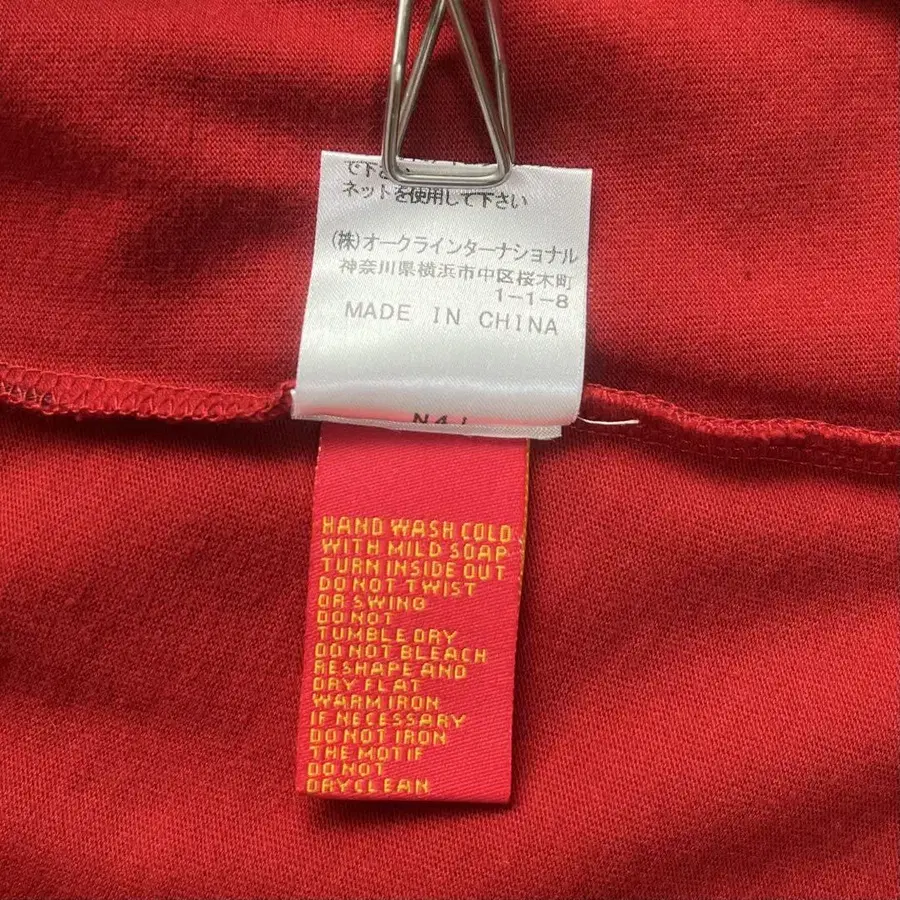 で下さい
ネットを使用して下さい
(株)オークラインターナショナル
神奈川県横浜市中区桜木町
1-1-8
MADE IN CHINA
HAND WASH COLD
WITH MILD SOAP
TURN INSIDE OUT
DO NOT TWIST
OR SWING
DO NOT
TUMBLE DRY
DO NOT BLEACH
RESHAPE AND
DRY FLAT
WARM IRON
IF NECESSARY
DO NOT IRON
THE MOTIF
DO NOT
DRYCLEAN